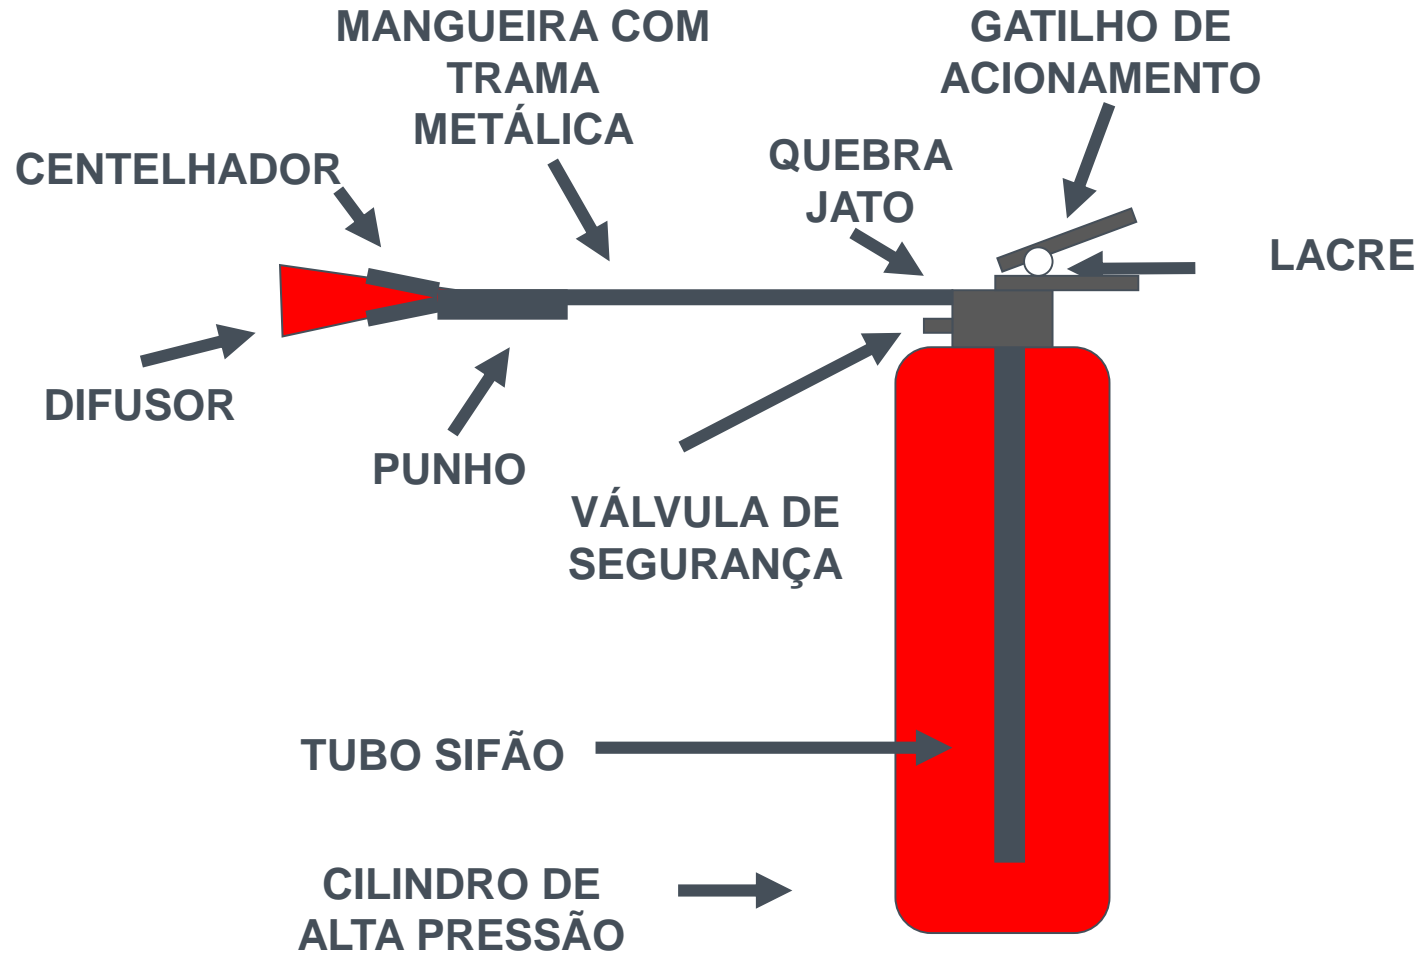 MANGUEIRA COM
TRAMA
METÁLICA
GATILHO DE
ACIONAMENTO
CENTELHADOR
QUEBRA
JATO
LACRE
DIFUSOR
PUNHO
VÁLVULA DE
SEGURANÇA
TUBO SIFÃO
CILINDRO DE
ALTA PRESSÃO